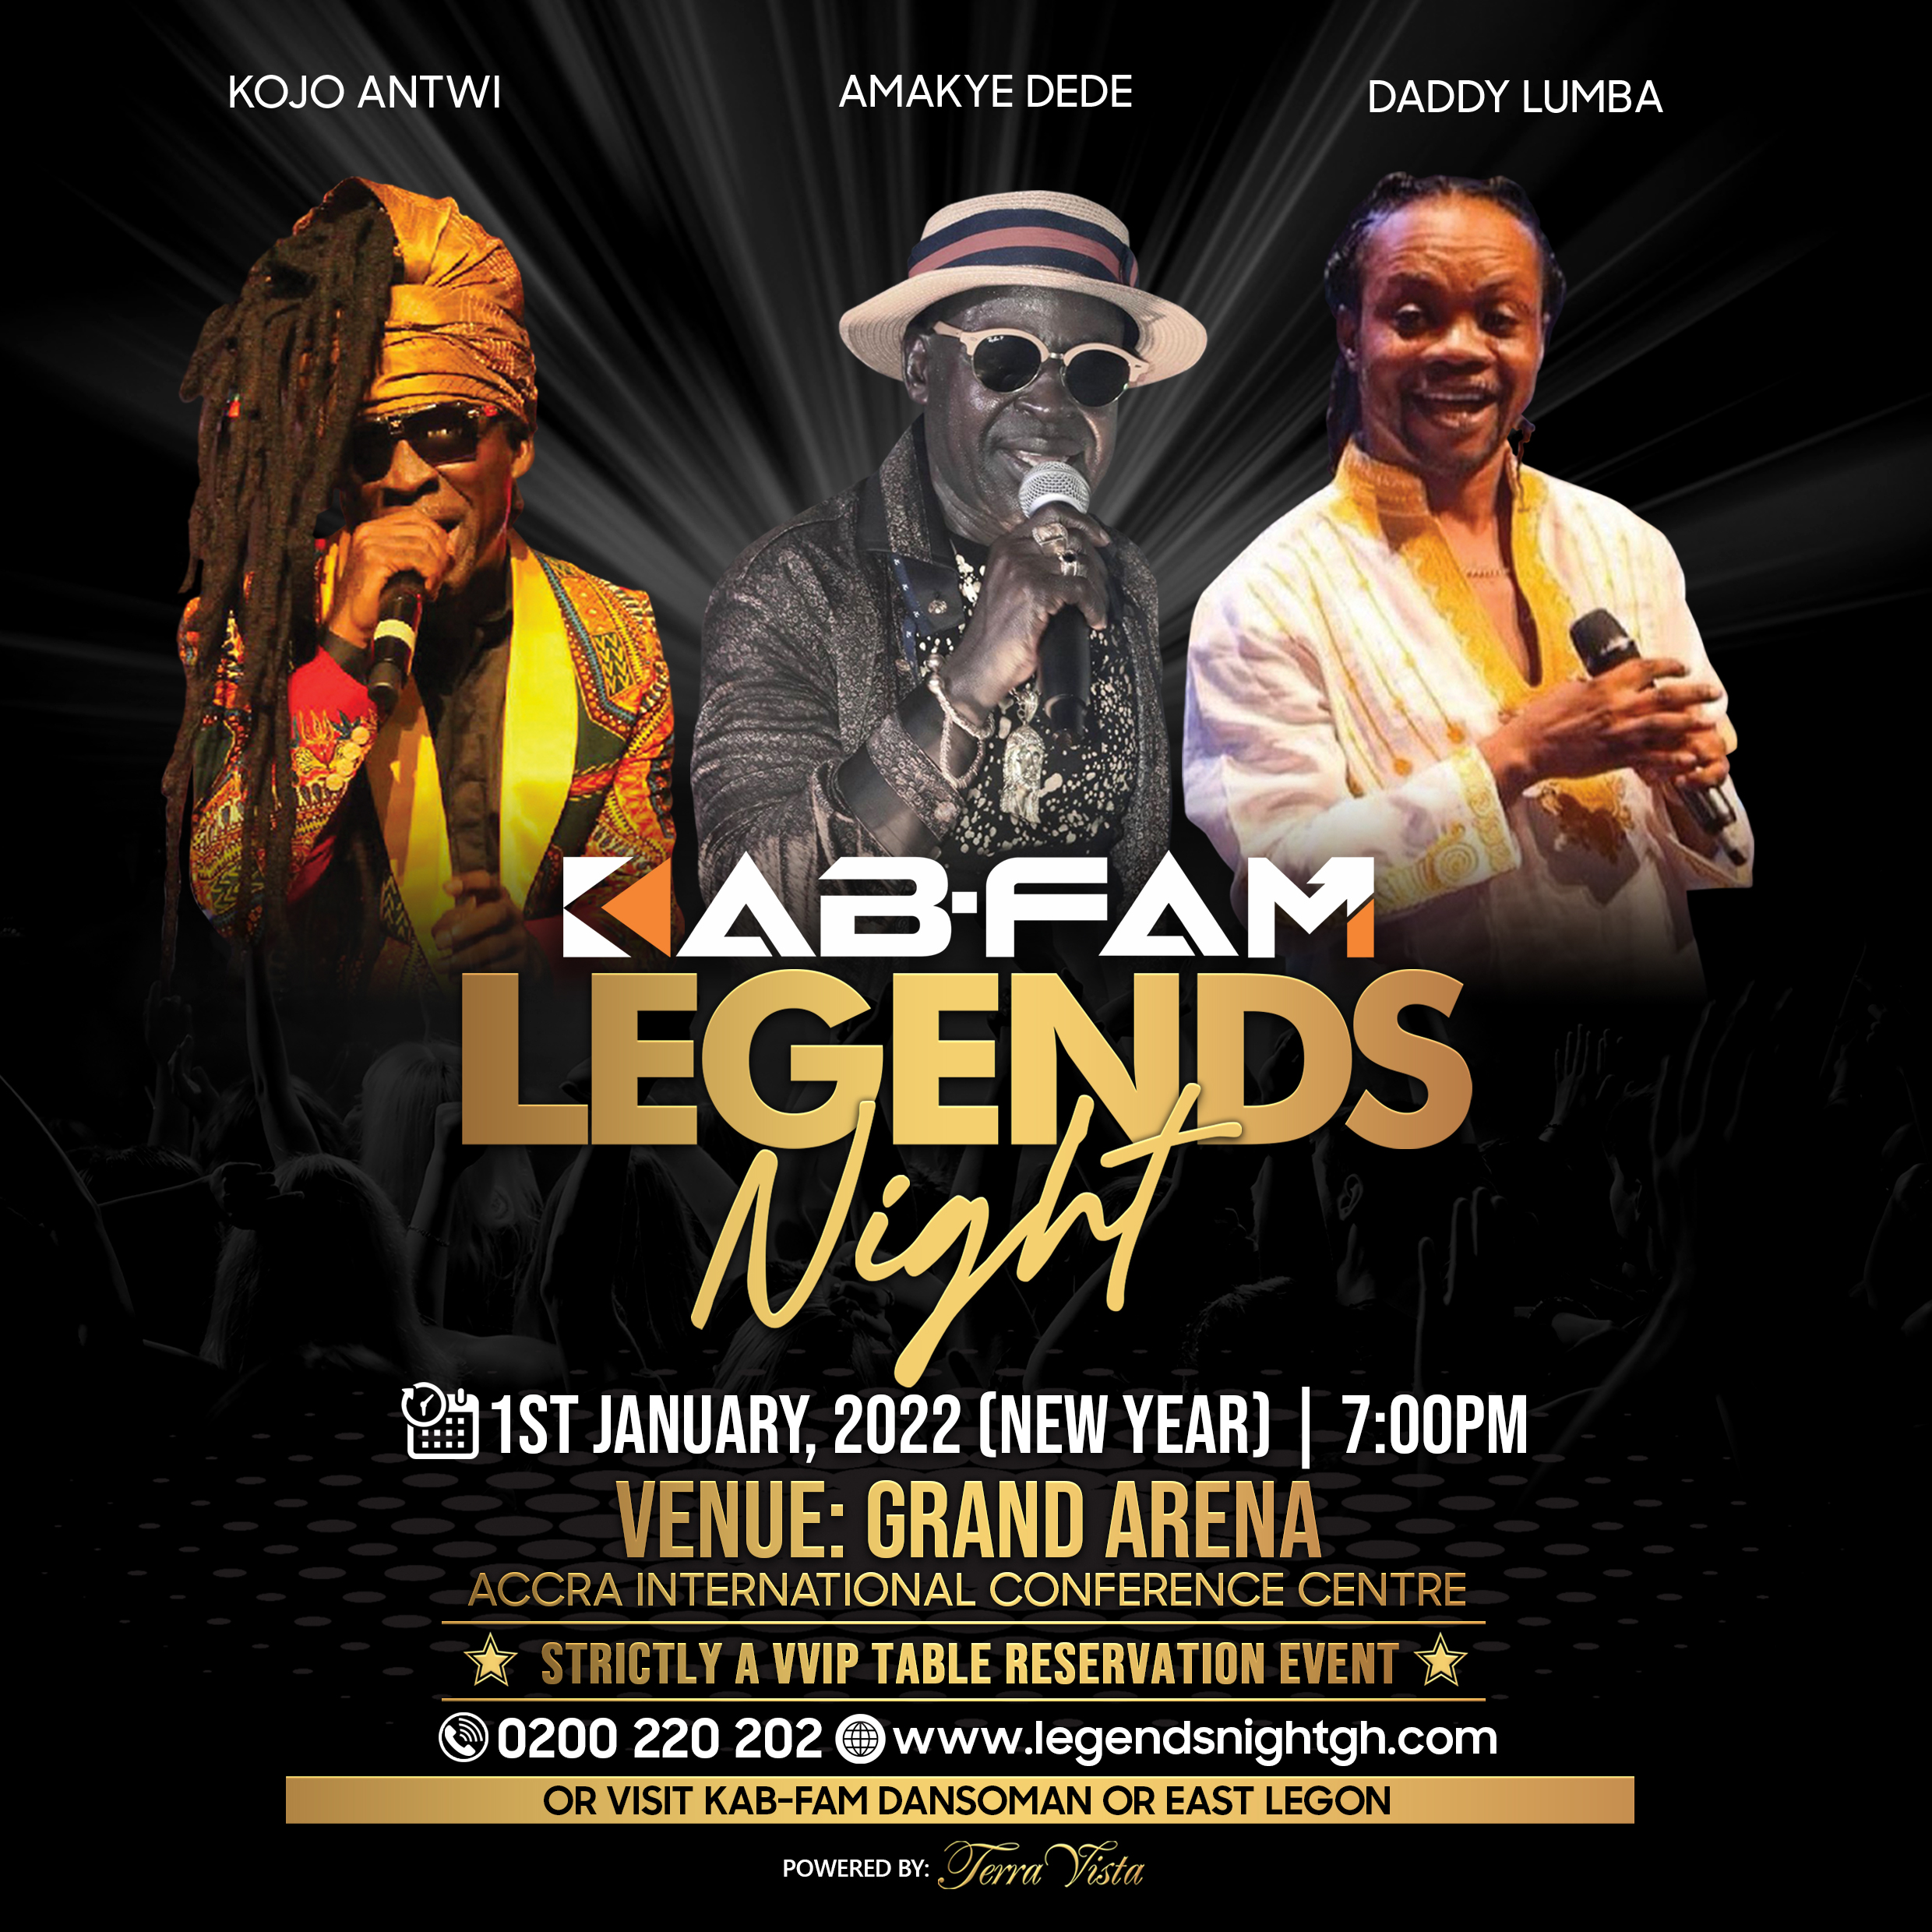 KOJO ANTWI
AMAKYE DEDE
DADDY LUMBA
KAB-FAM
LEGENDS
Night
1ST JANUARY, 2022 (NEW YEAR) | 7:00PM
VENUE: GRAND ARENA
ACCRA INTERNATIONAL CONFERENCE CENTRE
STRICTLY A VVIP TABLE RESERVATION EVENT
0200 220 202 www.legendsnightgh.com
OR VISIT KAB-FAM DANSOMAN OR EAST LEGON
POWERED BY: Terra Vista